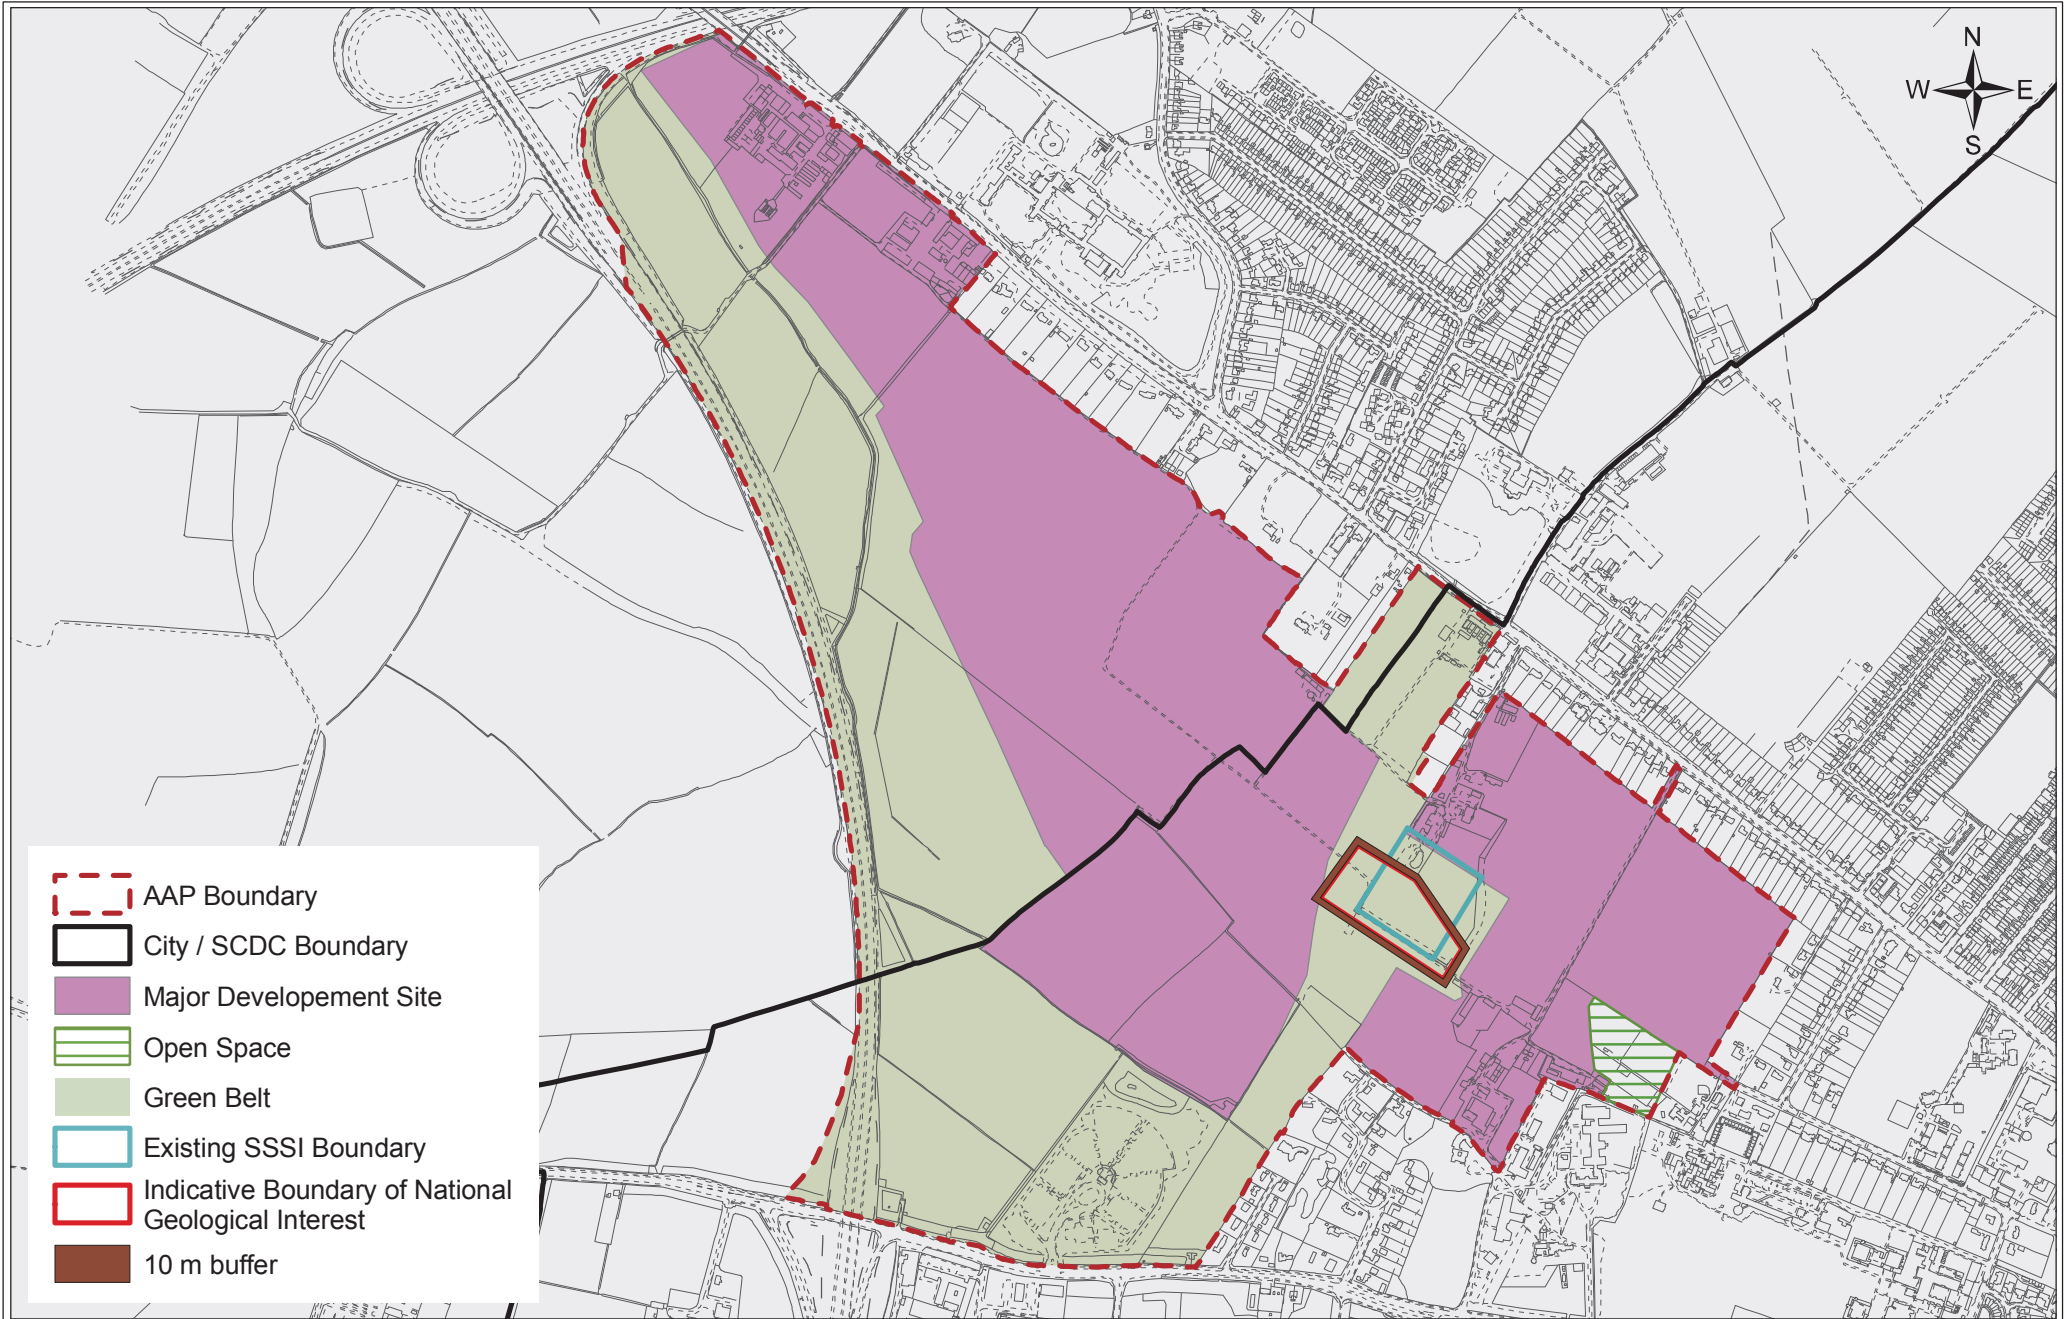 N
W E
S
AAP Boundary
City / SCDC Boundary
Major Developement Site
Open Space
Green Belt
Existing SSSI Boundary
Indicative Boundary of National
Geological Interest
10 m buffer